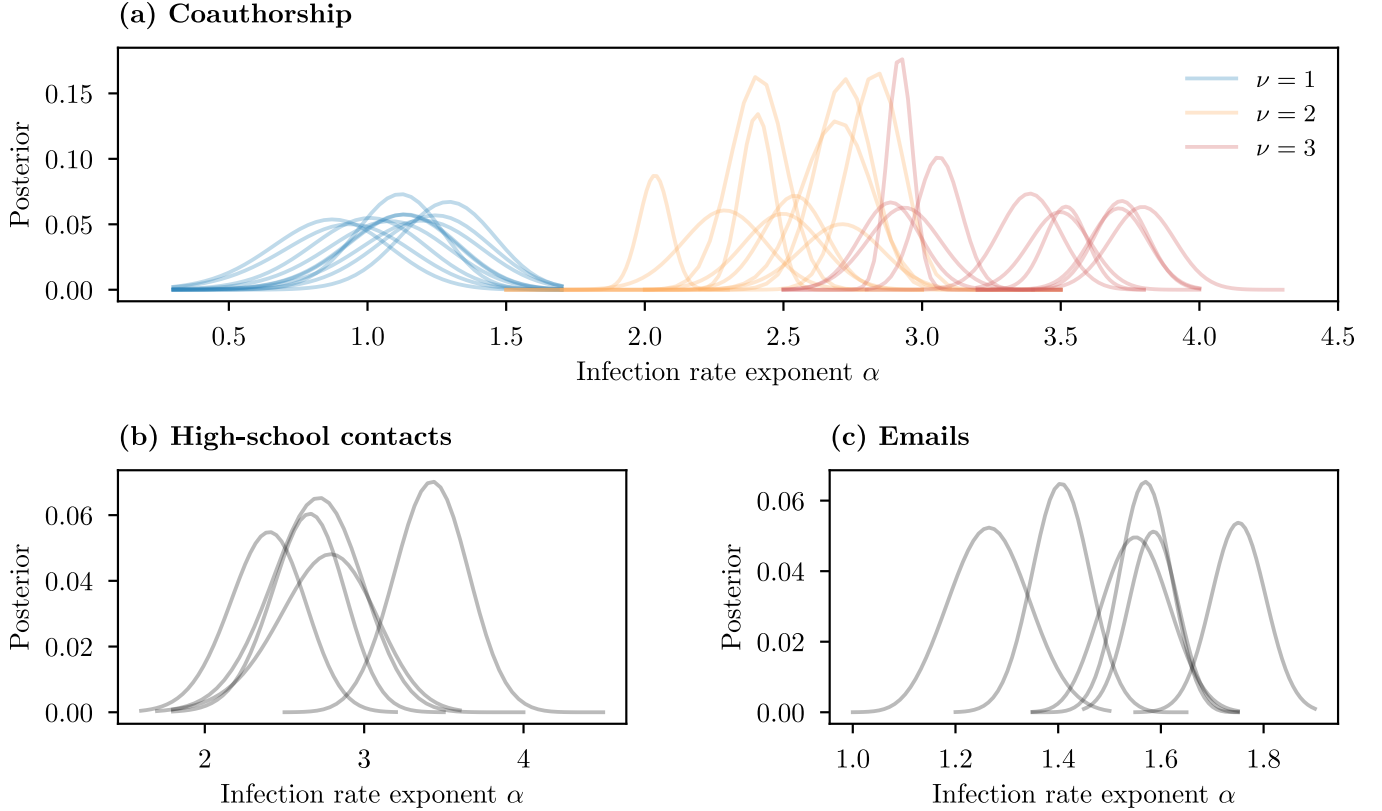 (a) Coauthorship
Posterior
0.15
0.10
0.05
0.00
ν = 1
ν = 2
ν = 3
0.5 1.0 1.5 2.0 2.5 3.0 3.5 4.0 4.5
Infection rate exponent α
(b) High-school contacts
Posterior
0.06
0.04
0.02
0.00
2 3 4
Infection rate exponent α
(c) Emails
Posterior
0.06
0.04
0.02
0.00
1.0 1.2 1.4 1.6 1.8
Infection rate exponent α